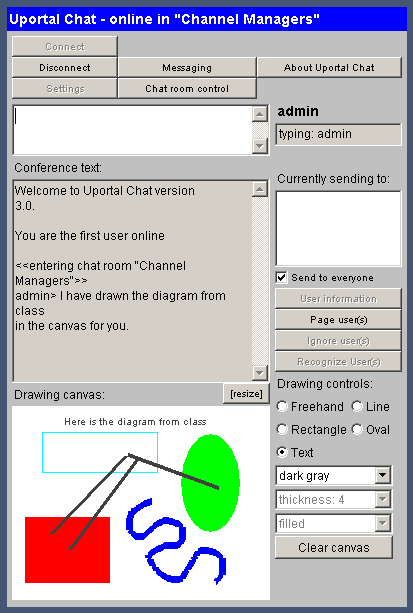 Uportal Chat - online in "Channel Managers"
Connect
Disconnect Messaging About Uportal Chat
Settings Chat room control
admin
typing: admin
Conference text:
Currently sending to:
Welcome to Uportal Chat version
3.0.
You are the first user online
<<entering chat room "Channel
Managers">>
admin> I have drawn the diagram from
class
in the canvas for you.
Send to everyone
User information
Page user(s)
Ignore user(s)
Recognize User(s)
Drawing canvas: [resize]
Drawing controls:
Freehand Line
Rectangle Oval
Text
dark gray
thickness: 4
filled
Clear canvas
Here is the diagram from class